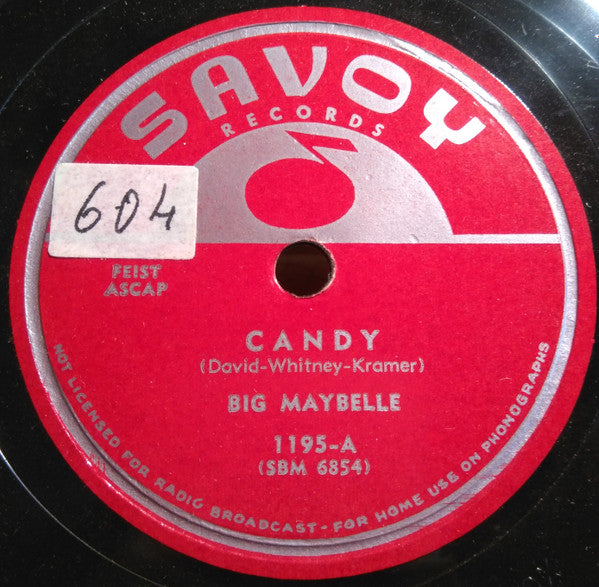 SAVOY
RECORDS
604
FEIST
ASCAP
CANDY
(David-Whitney-Kramer)
BIG MAYBELLE
1195-A
(SBM 6854)
NOT LICENSED FOR RADIO BROADCAST-FOR HOME USE ON PHONOGRAPHS